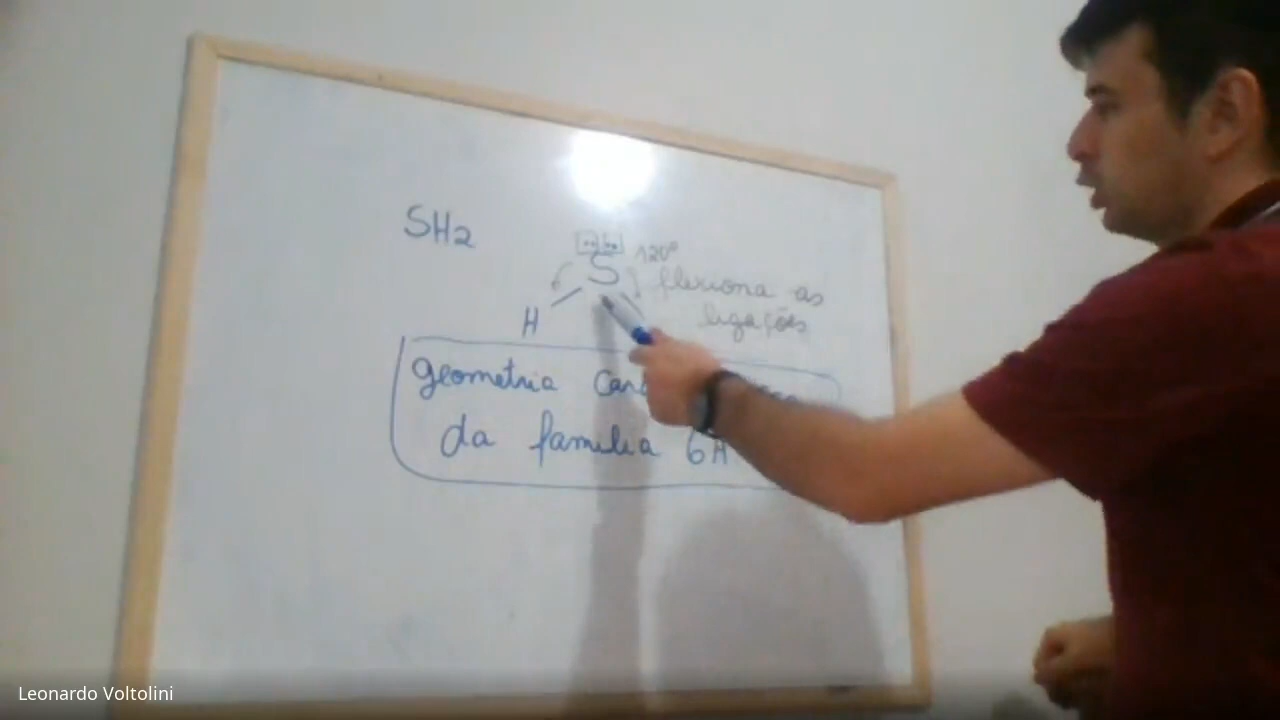 SH2
120°
S
flexiona as
ligações
H
geometria
da família 6A
Leonardo Voltolini